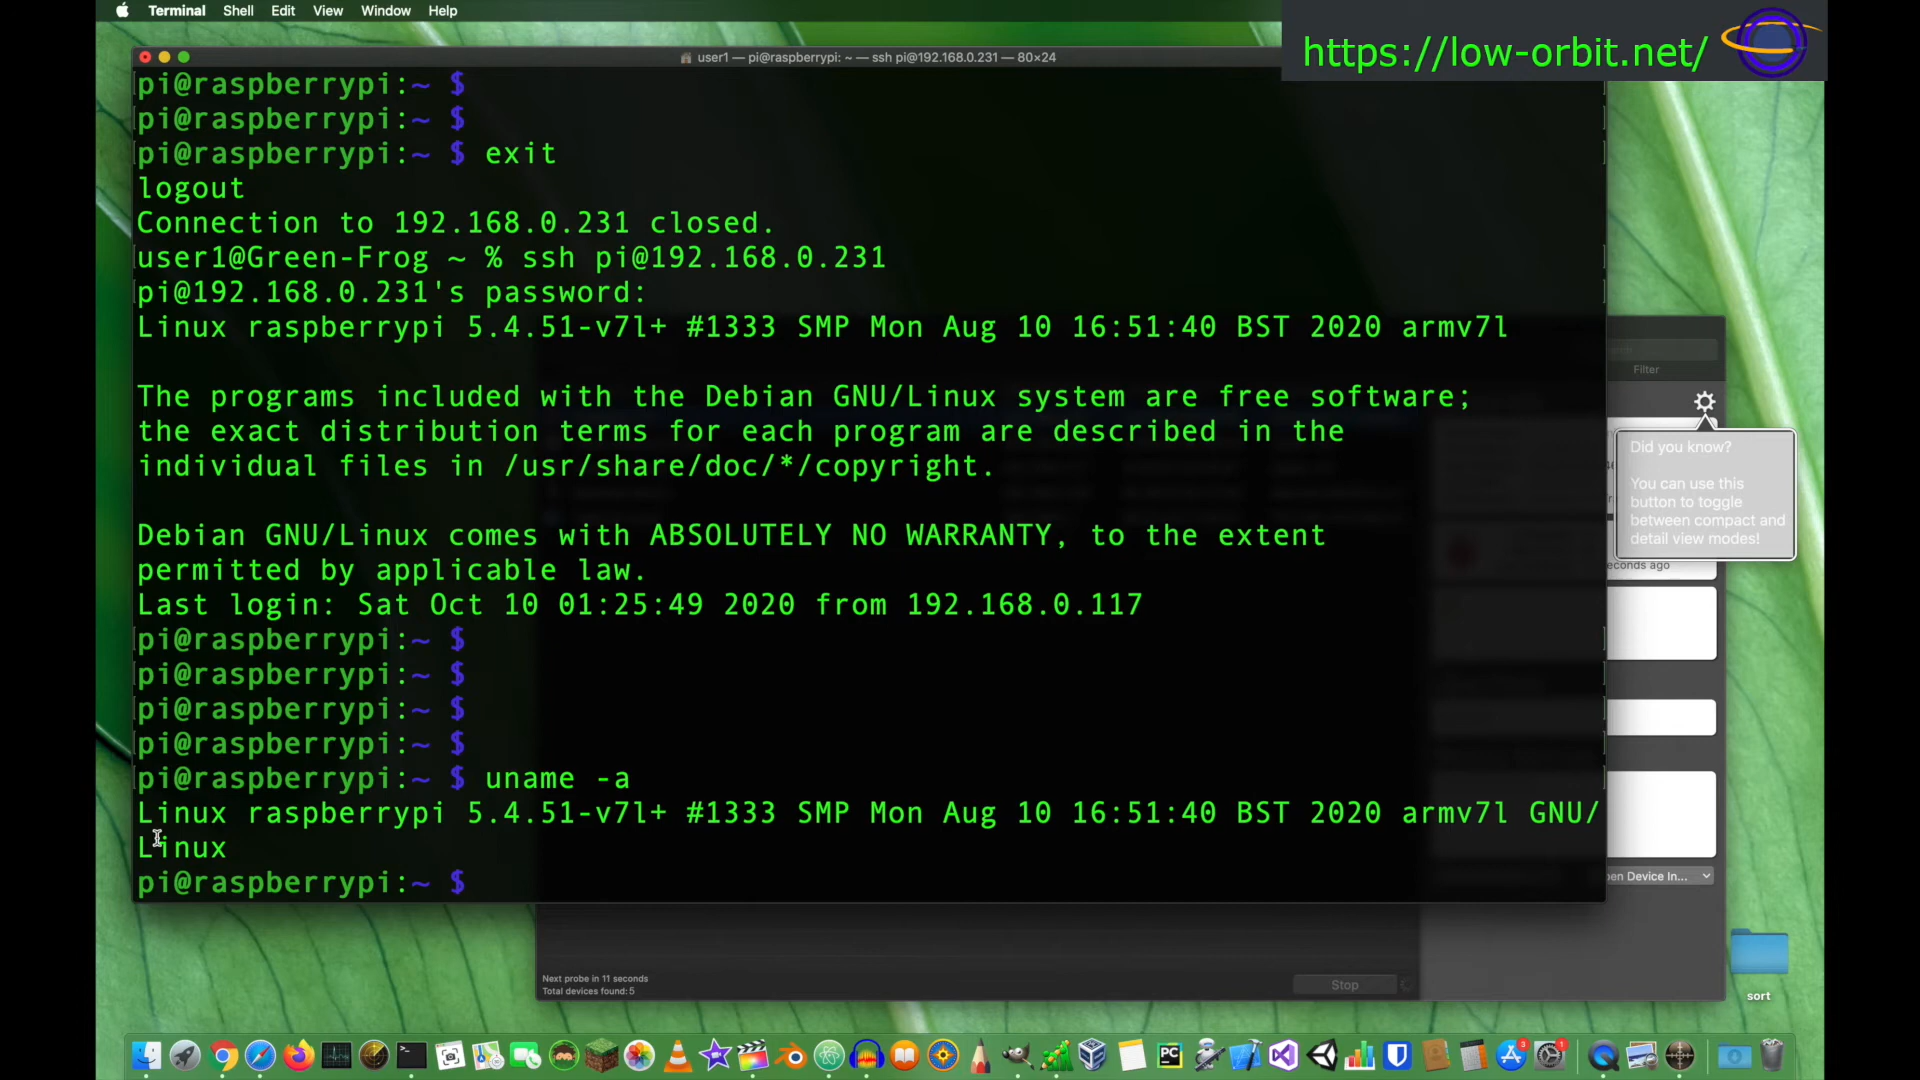 Terminal Shell Edit View Window Help
https://low-orbit.net/
user1 — pi@raspberrypi: ~ — ssh pi@192.168.0.231 — 80×24
pi@raspberrypi:~ $
pi@raspberrypi:~ $
pi@raspberrypi:~ $ exit
logout
Connection to 192.168.0.231 closed.
user1@Green-Frog ~ % ssh pi@192.168.0.231
pi@192.168.0.231's password:
Linux raspberrypi 5.4.51-v7l+ #1333 SMP Mon Aug 10 16:51:40 BST 2020 armv7l
The programs included with the Debian GNU/Linux system are free software;
the exact distribution terms for each program are described in the
individual files in /usr/share/doc/*/copyright.
Debian GNU/Linux comes with ABSOLUTELY NO WARRANTY, to the extent
permitted by applicable law.
Last login: Sat Oct 10 01:25:49 2020 from 192.168.0.117
pi@raspberrypi:~ $
pi@raspberrypi:~ $
pi@raspberrypi:~ $
pi@raspberrypi:~ $
pi@raspberrypi:~ $ uname -a
Linux raspberrypi 5.4.51-v7l+ #1333 SMP Mon Aug 10 16:51:40 BST 2020 armv7l GNU/
Linux
pi@raspberrypi:~ $
Filter
Did you know?
You can use this
button to toggle
between compact and
detail view modes!
ago
Device In...
Next probe in 11 seconds
Total devices found: 5
Stop
sort
PC
3
1